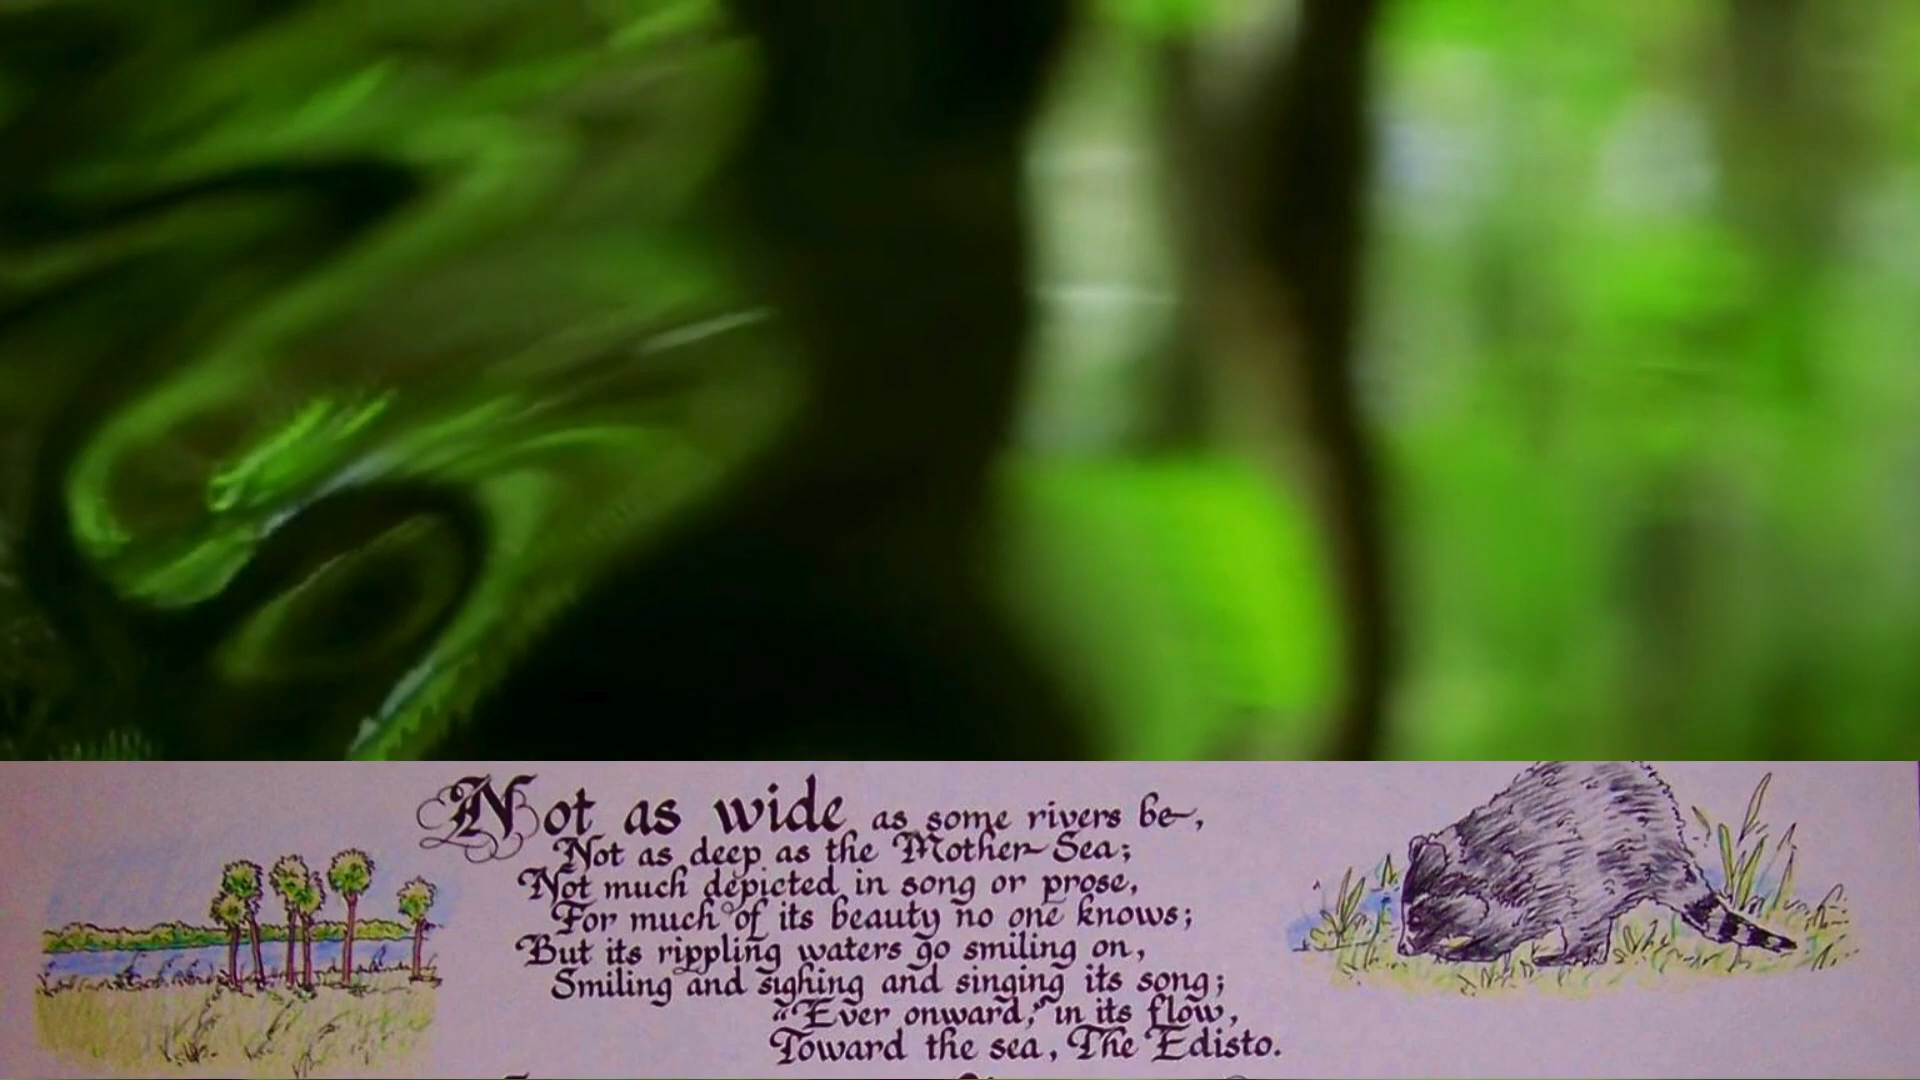 Not as wide as some rivers be,
Not as deep as the Mother Sea;
Not much depicted in song or prose,
For much of its beauty no one knows;
But its rippling waters go smiling on,
Smiling and sighing and singing its song;
"Ever onward," in its flow,
Toward the sea, The Edisto.